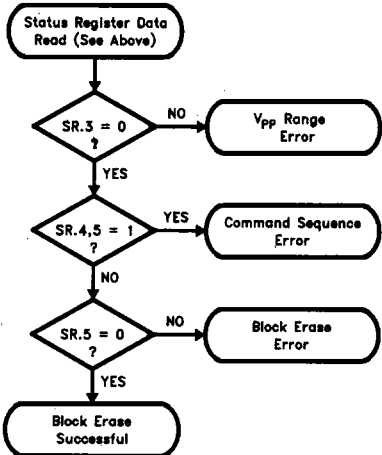 Status Register Data
Read (See Above)
SR.3 = 0
?
NO
VPP Range
Error
YES
SR.4,5 = 1
?
YES
Command Sequence
Error
NO
SR.5 = 0
?
NO
Block Erase
Error
YES
Block Erase
Successful